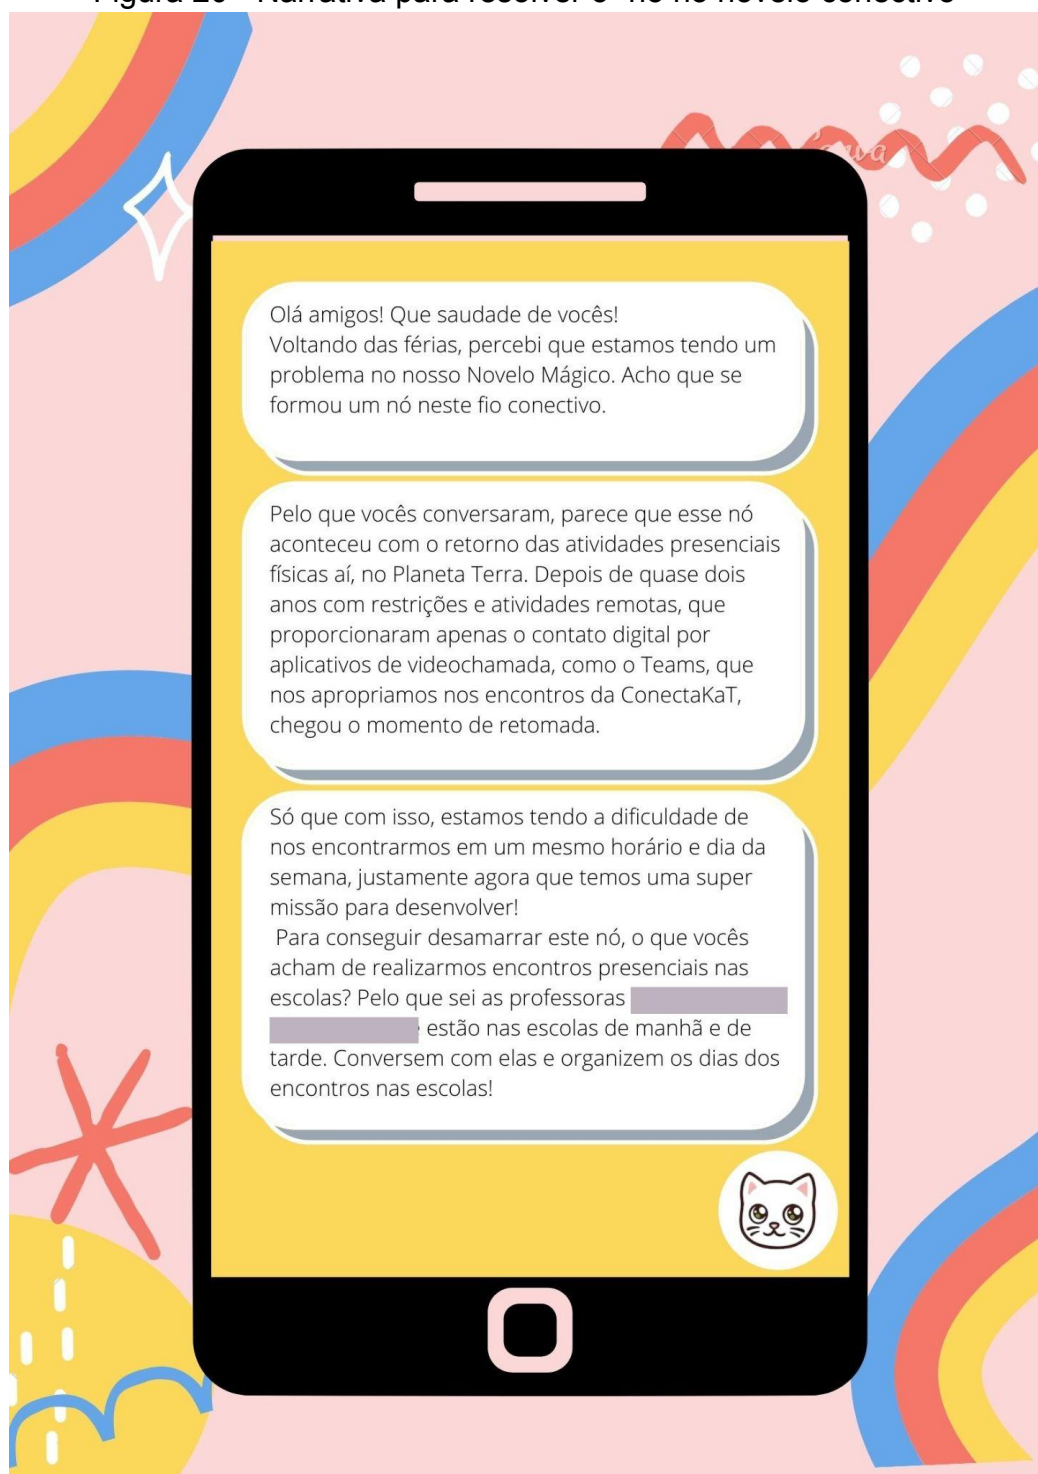 Olá amigos! Que saudade de vocês!
Voltando das férias, percebi que estamos tendo um
problema no nosso Novelo Mágico. Acho que se
formou um nó neste fio conectivo.
Pelo que vocês conversaram, parece que esse nó
aconteceu com o retorno das atividades presenciais
físicas aí, no Planeta Terra. Depois de quase dois
anos com restrições e atividades remotas, que
proporcionaram apenas o contato digital por
aplicativos de videochamada, como o Teams, que
nos apropriamos nos encontros da ConectaKaT,
chegou o momento de retomada.
Só que com isso, estamos tendo a dificuldade de
nos encontrarmos em um mesmo horário e dia da
semana, justamente agora que temos uma super
missão para desenvolver!
Para conseguir desamarrar este nó, o que vocês
acham de realizarmos encontros presenciais nas
escolas? Pelo que sei as professoras
estão nas escolas de manhã e de
tarde. Conversem com elas e organizem os dias dos
encontros nas escolas!